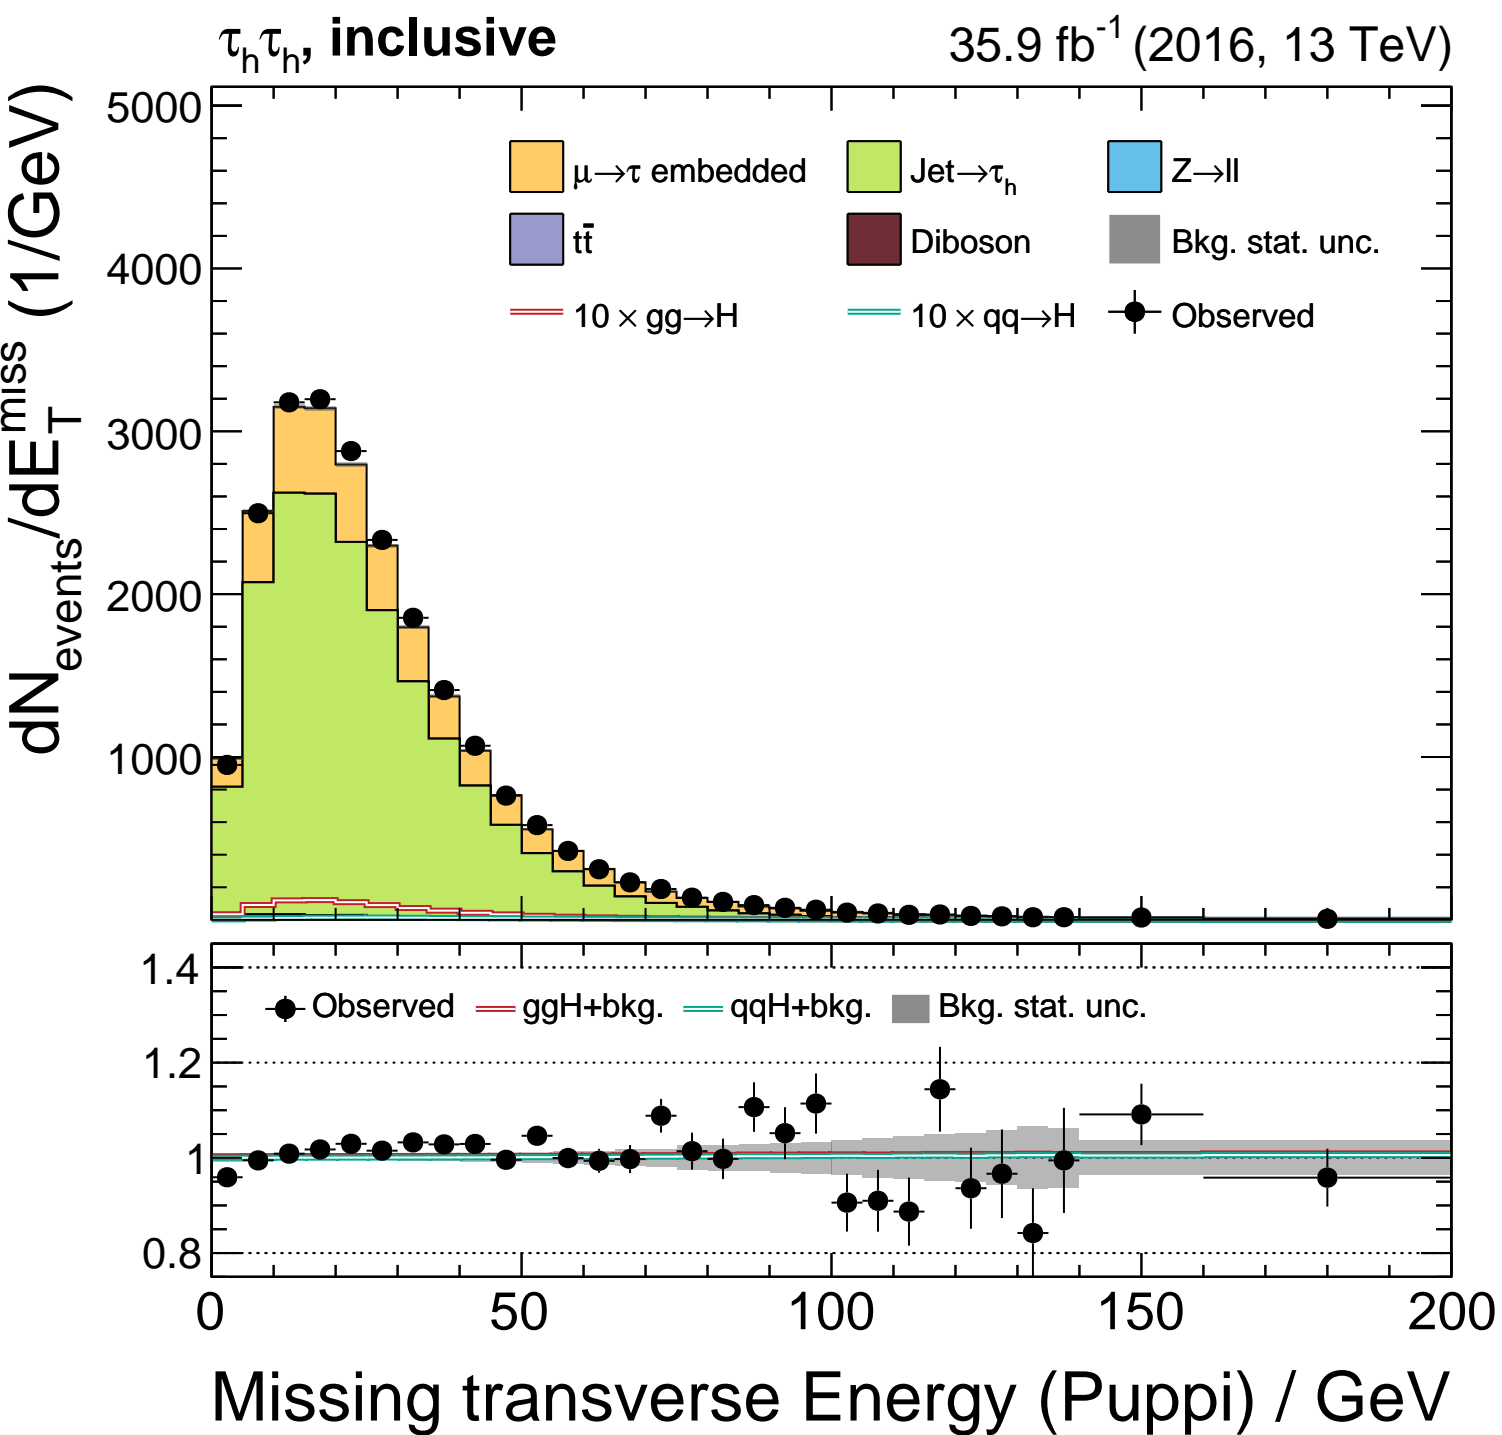 τhτh, inclusive
35.9 fb-1 (2016, 13 TeV)
dNevents/dETmiss (1/GeV)
5000
4000
3000
2000
1000
μ→τ embedded
Jet→τh
Z→ll
tt̄
Diboson
Bkg. stat. unc.
10 × gg→H
10 × qq→H
Observed
1.4
1.2
1
0.8
Observed
ggH+bkg.
qqH+bkg.
Bkg. stat. unc.
0
50
100
150
200
Missing transverse Energy (Puppi) / GeV